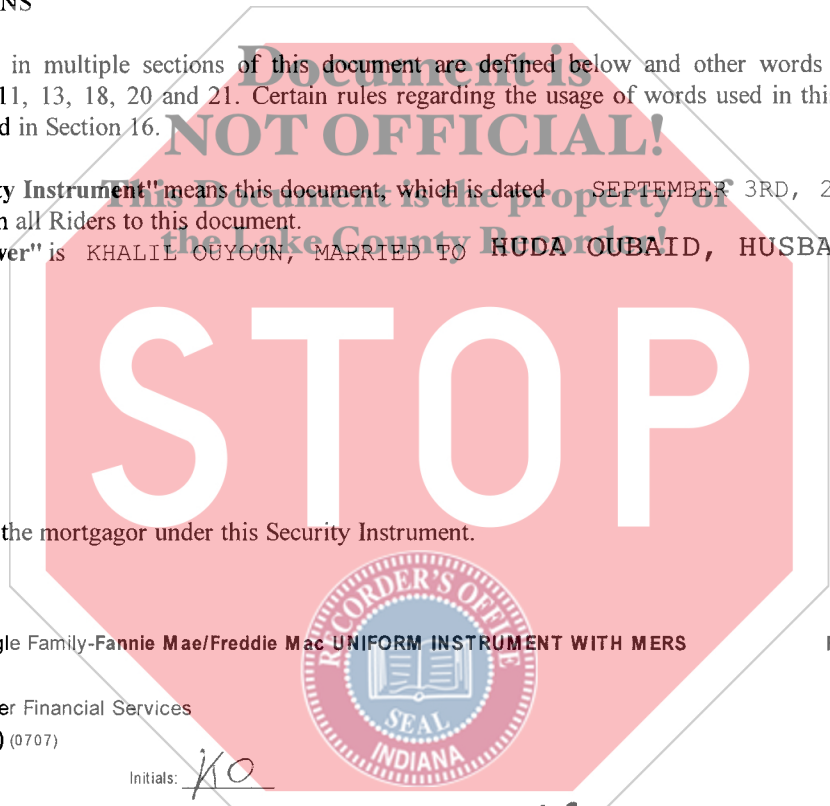 NS
in multiple sections of this document are defined below and other words
11, 13, 18, 20 and 21. Certain rules regarding the usage of words used in this
d in Section 16.
Document is
NOT OFFICIAL!
This Document is the property of
the Lake County Recorder!
ty Instrument" means this document, which is dated SEPTEMBER 3RD, 2
h all Riders to this document.
wer" is KHALIL OUYOUN, MARRIED TO HUDA OUBAID, HUSBA
STOP
the mortgagor under this Security Instrument.
RECORDER'S OFFICE
SEAL
INDIANA
gle Family-Fannie Mae/Freddie Mac UNIFORM INSTRUMENT WITH MERS
er Financial Services
) (0707)
Initials: KO